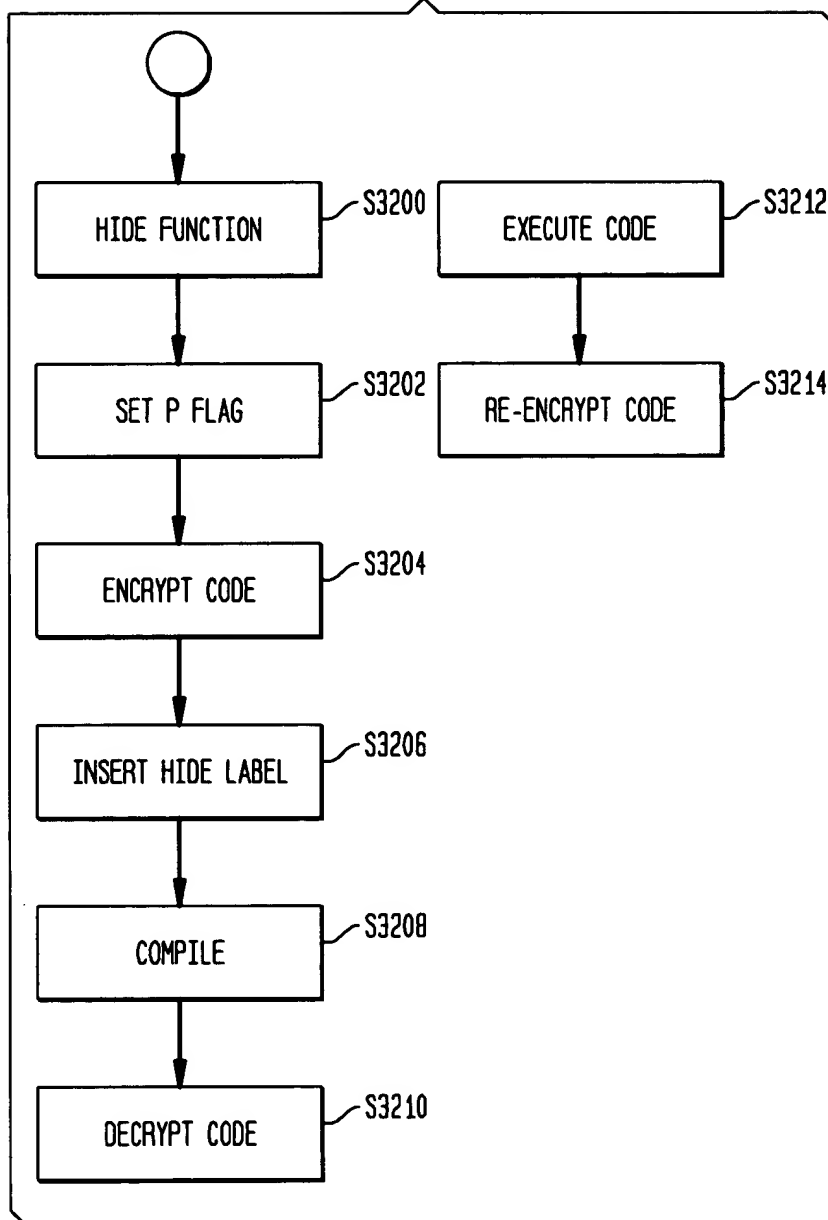 HIDE FUNCTION
S3200
SET P FLAG
S3202
ENCRYPT CODE
S3204
INSERT HIDE LABEL
S3206
COMPILE
S3208
DECRYPT CODE
S3210
EXECUTE CODE
S3212
RE-ENCRYPT CODE
S3214